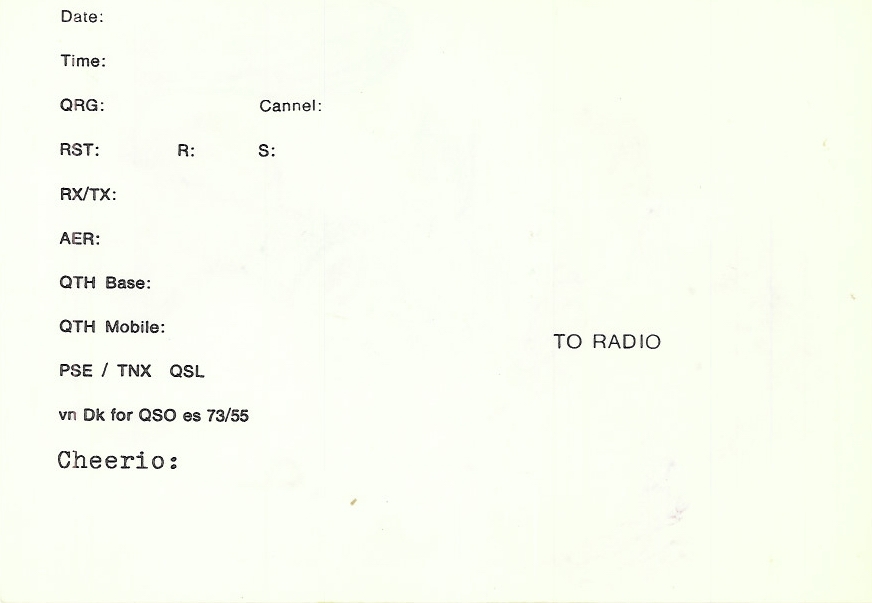 Date:
Time:
QRG: Cannel:
RST: R: S:
RX/TX:
AER:
QTH Base:
QTH Mobile:
TO RADIO
PSE / TNX QSL
vn Dk for QSO es 73/55
Cheerio: